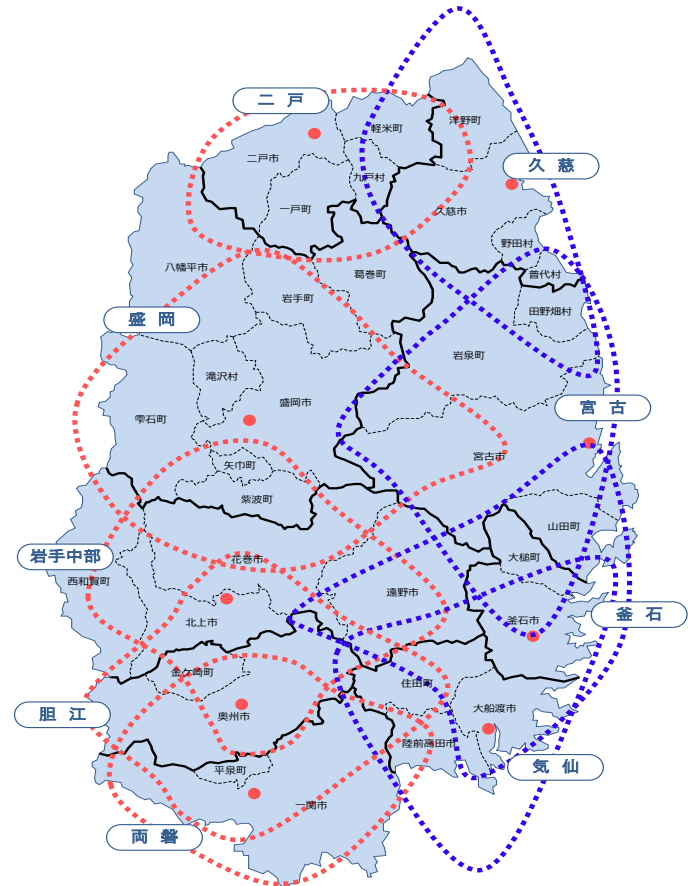 二 戸
軽米町
洋野町
二戸市
九戸村
久 慈
一戸町
久慈市
野田村
八幡平市
葛巻町
普代村
岩手町
田野畑村
盛 岡
岩泉町
滝沢村
盛岡市
宮 古
雫石町
宮古市
矢巾町
紫波町
山田町
岩手中部
花巻市
大槌町
西和賀町
遠野市
北上市
釜石市
釜 石
金ケ崎町
住田町
胆 江
奥州市
大船渡市
陸前高田市
気 仙
平泉町
一関市
両 磐